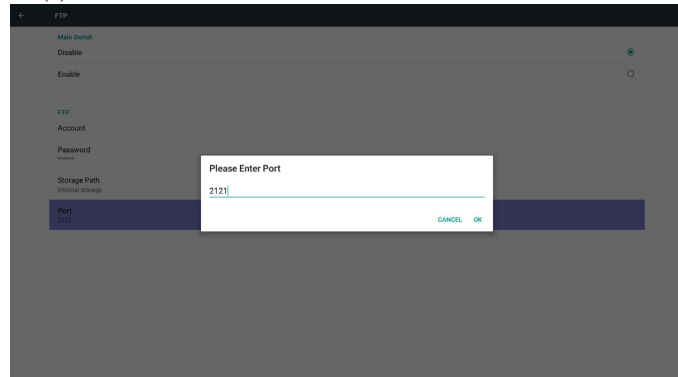 FTP
Main Switch
Disable
Enable
FTP
Account
Password
******
Storage Path
Internal storage
Port
2121
Please Enter Port
2121
CANCEL OK